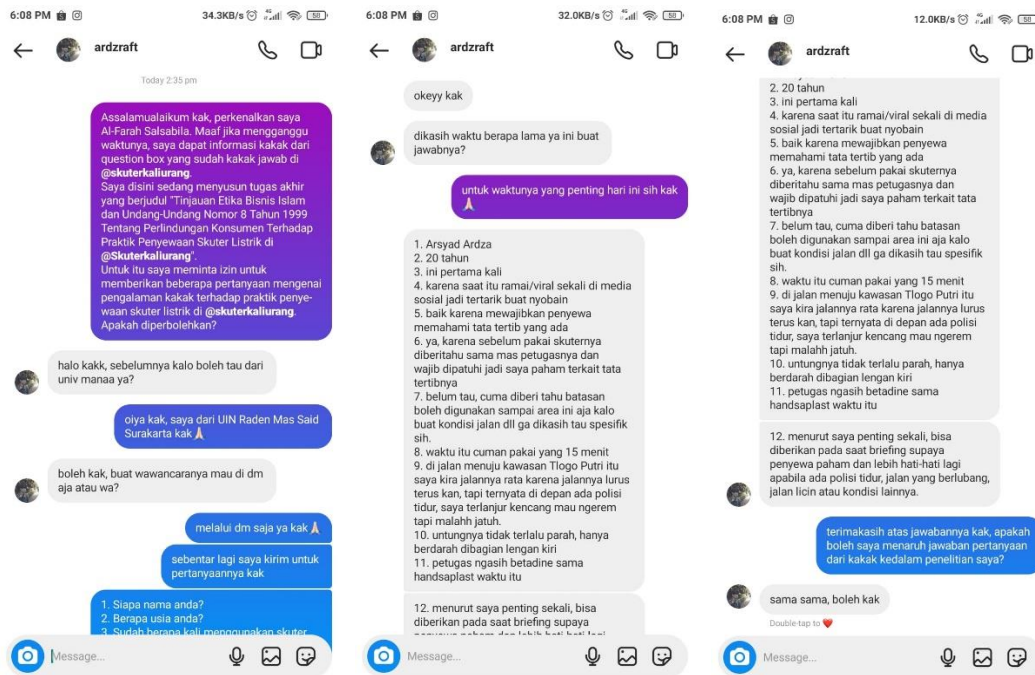 6:08 PM
34.3KB/s
4G
58
ardzraft
Today 2:35 pm
Assalamualaikum kak, perkenalkan saya
Al-Farah Salsabila. Maaf jika mengganggu
waktunya, saya dapat informasi kakak dari
question box yang sudah kakak jawab di
@skuterkaliurang.
Saya disini sedang menyusun tugas akhir
yang berjudul "Tinjauan Etika Bisnis Islam
dan Undang-Undang Nomor 8 Tahun 1999
Tentang Perlindungan Konsumen Terhadap
Praktik Penyewaan Skuter Listrik di
@Skuterkaliurang".
Untuk itu saya meminta izin untuk
memberikan beberapa pertanyaan mengenai
pengalaman kakak terhadap praktik penye-
waan skuter listrik di @skuterkaliurang.
Apakah diperbolehkan?
halo kakk, sebelumnya kalo boleh tau dari
univ manaa ya?
oiya kak, saya dari UIN Raden Mas Said
Surakarta kak🙏
boleh kak, buat wawancaranya mau di dm
aja atau wa?
melalui dm saja ya kak🙏
sebentar lagi saya kirim untuk
pertanyaannya kak
1. Siapa nama anda?
2. Berapa usia anda?
3. Sudah berapa kali menggunakan skuter
Message...
6:08 PM
32.0KB/s
4G
58
ardzraft
okeyy kak
dikasih waktu berapa lama ya ini buat
jawabnya?
untuk waktunya yang penting hari ini sih kak
🙏
1. Arsyad Ardza
2. 20 tahun
3. ini pertama kali
4. karena saat itu ramai/viral sekali di media
sosial jadi tertarik buat nyobain
5. baik karena mewajibkan penyewa
memahami tata tertib yang ada
6. ya, karena sebelum pakai skuternya
diberitahu sama mas petugasnya dan
wajib dipatuhi jadi saya paham terkait tata
tertibnya
7. belum tau, cuma diberi tahu batasan
boleh digunakan sampai area ini aja kalo
buat kondisi jalan dll ga dikasih tau spesifik
sih.
8. waktu itu cuman pakai yang 15 menit
9. di jalan menuju kawasan Tlogo Putri itu
saya kira jalannya rata karena jalannya lurus
terus kan, tapi ternyata di depan ada polisi
tidur, saya terlanjur kencang mau ngerem
tapi malahh jatuh.
10. untungnya tidak terlalu parah, hanya
berdarah dibagian lengan kiri
11. petugas ngasih betadine sama
handsaplast waktu itu
12. menurut saya penting sekali, bisa
diberikan pada saat briefing supaya
penyewa paham dan lebih hati-hati lagi
Message...
6:08 PM
12.0KB/s
4G
58
ardzraft
2. 20 tahun
3. ini pertama kali
4. karena saat itu ramai/viral sekali di media
sosial jadi tertarik buat nyobain
5. baik karena mewajibkan penyewa
memahami tata tertib yang ada
6. ya, karena sebelum pakai skuternya
diberitahu sama mas petugasnya dan
wajib dipatuhi jadi saya paham terkait tata
tertibnya
7. belum tau, cuma diberi tahu batasan
boleh digunakan sampai area ini aja kalo
buat kondisi jalan dll ga dikasih tau spesifik
sih.
8. waktu itu cuman pakai yang 15 menit
9. di jalan menuju kawasan Tlogo Putri itu
saya kira jalannya rata karena jalannya lurus
terus kan, tapi ternyata di depan ada polisi
tidur, saya terlanjur kencang mau ngerem
tapi malahh jatuh.
10. untungnya tidak terlalu parah, hanya
berdarah dibagian lengan kiri
11. petugas ngasih betadine sama
handsaplast waktu itu
12. menurut saya penting sekali, bisa
diberikan pada saat briefing supaya
penyewa paham dan lebih hati-hati lagi
apabila ada polisi tidur, jalan yang berlubang,
jalan licin atau kondisi lainnya.
terimakasih atas jawabannya kak, apakah
boleh saya menaruh jawaban pertanyaan
dari kakak kedalam penelitian saya?
sama sama, boleh kak
Double-tap to ❤️
Message...